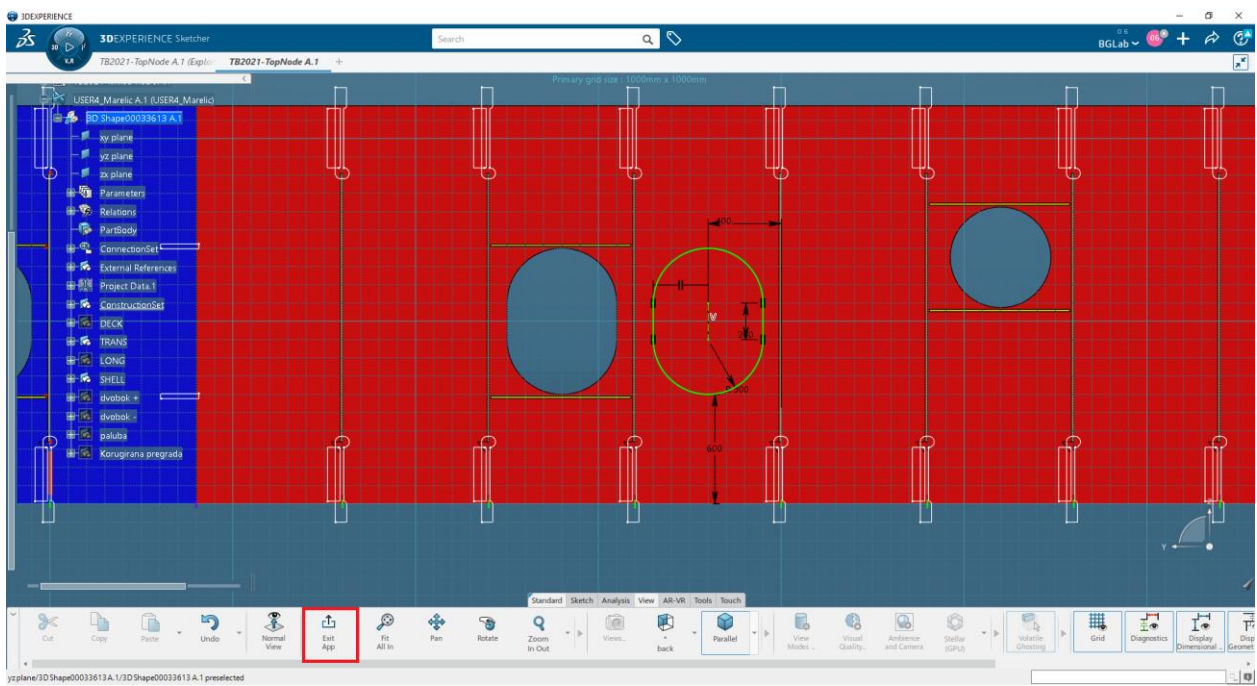 3DEXPERIENCE
3DEXPERIENCE Sketcher
Search
BGLab
TB2021-TopNode A.1 (Explo
TB2021-TopNode A.1
Primary grid size : 1000mm x 1000mm
USER4_Marelic A.1 (USER4_Marelic)
3D Shape00033613 A.1
xy plane
yz plane
zx plane
Parameters
Relations
PartBody
ConnectionSet
External References
Project Data.1
ConstructionSet
DECK
TRANS
LONG
SHELL
dvobok +
dvobok -
paluba
Korugirana pregrada
400
V
600
Y
Standard Sketch Analysis View AR-VR Tools Touch
Cut
Copy
Paste
Undo
Normal View
Exit App
Fit All In
Pan
Rotate
Zoom In Out
Views...
back
Parallel
View Modes...
Visual Quality...
Ambience and Camera
Stellar (GPU)
Volatile Ghosting
Grid
Diagnostics
Display Dimensional...
Disp Geomet
yz plane/3D Shape00033613 A.1/3D Shape00033613 A.1 preselected